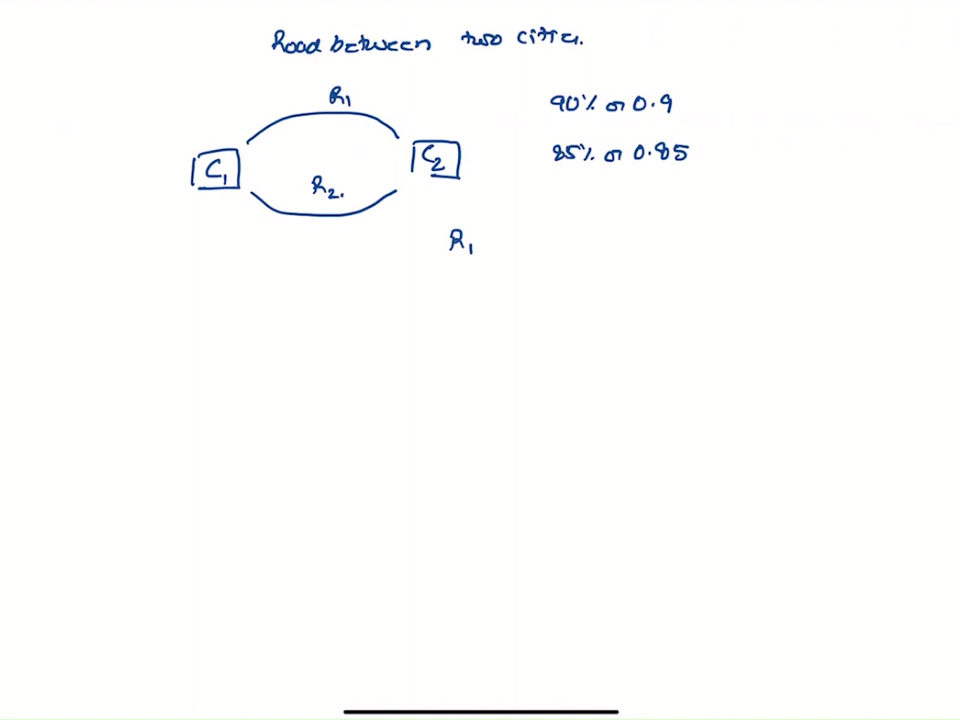 Road between two cities.
R1
90% or 0.9
C1
C2
85% or 0.85
R2.
R1